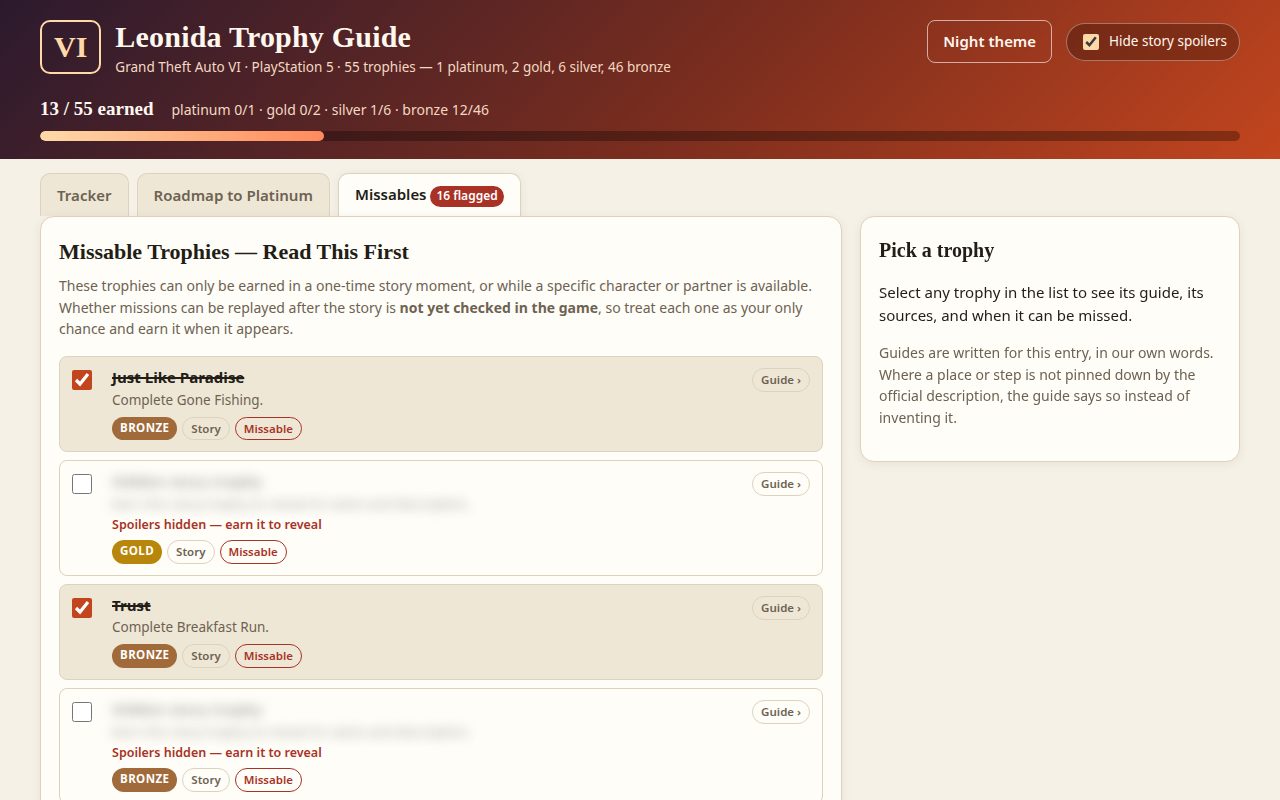 VI
Leonida Trophy Guide
Grand Theft Auto VI · PlayStation 5 · 55 trophies — 1 platinum, 2 gold, 6 silver, 46 bronze
Night theme
Hide story spoilers
13 / 55 earned
platinum 0/1 · gold 0/2 · silver 1/6 · bronze 12/46
Tracker
Roadmap to Platinum
Missables 16 flagged
Missable Trophies — Read This First
These trophies can only be earned in a one-time story moment, or while a specific character or partner is available.
Whether missions can be replayed after the story is not yet checked in the game, so treat each one as your only
chance and earn it when it appears.
Just Like Paradise
Complete Gone Fishing.
BRONZE Story Missable
Guide ›
Spoilers hidden — earn it to reveal
GOLD Story Missable
Guide ›
Trust
Complete Breakfast Run.
BRONZE Story Missable
Guide ›
Spoilers hidden — earn it to reveal
BRONZE Story Missable
Guide ›
Pick a trophy
Select any trophy in the list to see its guide, its
sources, and when it can be missed.
Guides are written for this entry, in our own words.
Where a place or step is not pinned down by the
official description, the guide says so instead of
inventing it.